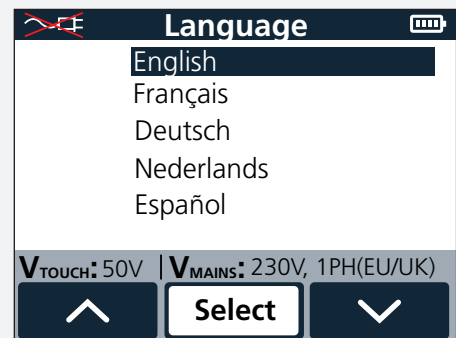 Language
English
Français
Deutsch
Nederlands
Español
VTOUCH: 50V | VMAINS: 230V, 1PH(EU/UK)
Select